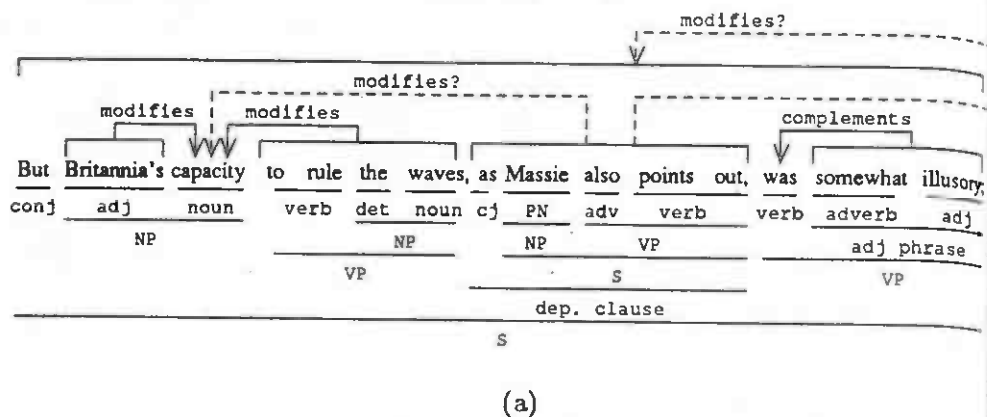 modifies?
modifies?
modifies modifies complements
But Britannia's capacity to rule the waves, as Massie also points out, was somewhat illusory;
conj adj noun verb det noun cj PN adv verb verb adverb adj
NP NP NP VP adj phrase
VP S VP
dep. clause
S
(a)